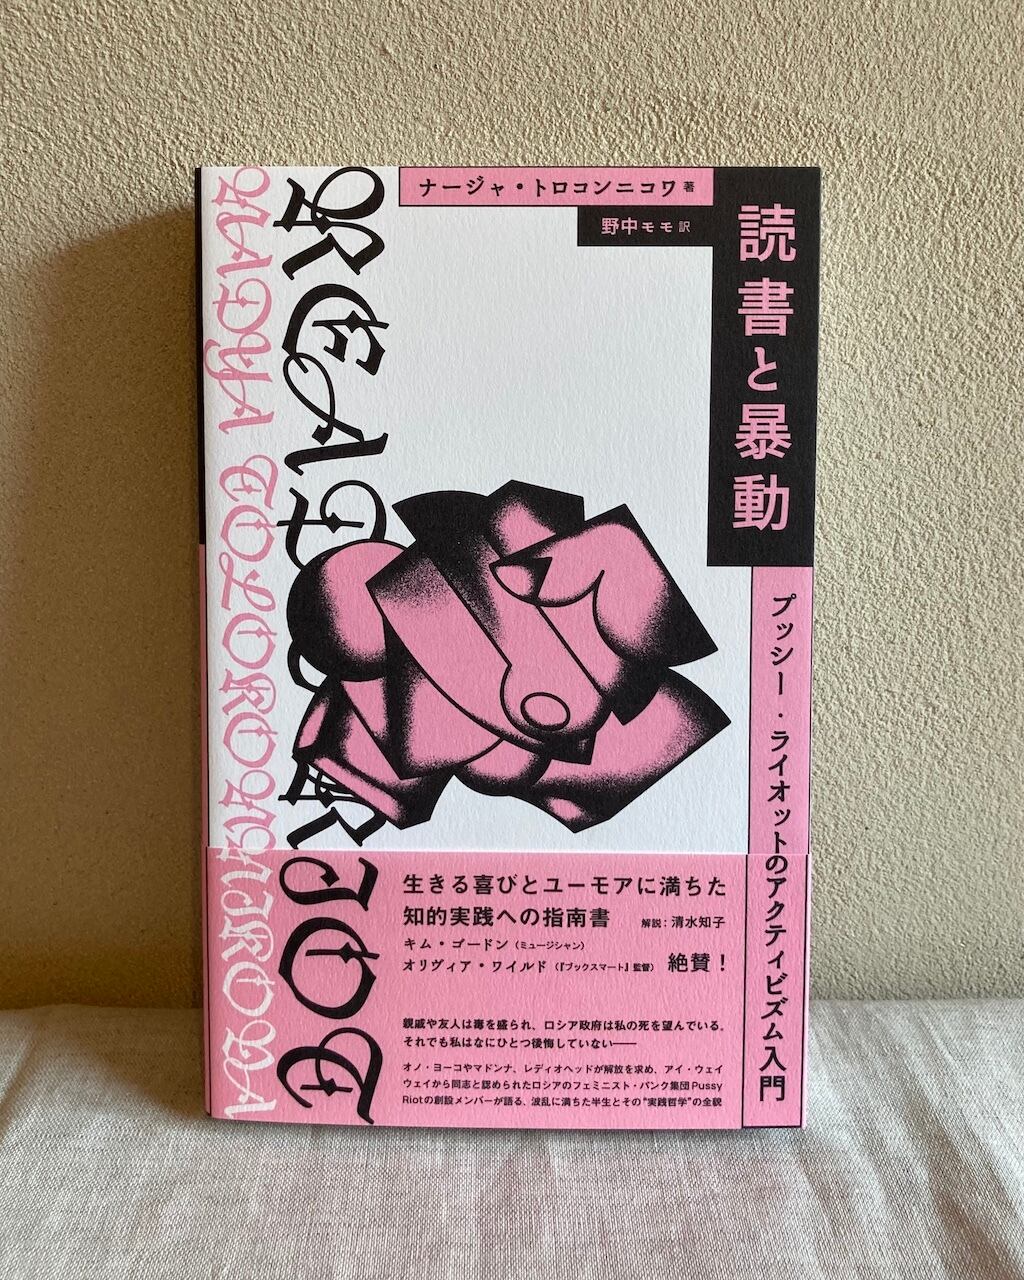 ナージャ・トロコンニコワ 著
野中モモ 訳
読書と暴動
プッシー・ライオットのアクティビズム入門
READ & RIOT
NADYA TOLOKONNIKOVA
生きる喜びとユーモアに満ちた
知的実践への指南書 解説：清水知子
キム・ゴードン（ミュージシャン）
オリヴィア・ワイルド（『ブックスマート』監督） 絶賛！
親戚や友人は毒を盛られ、ロシア政府は私の死を望んでいる。
それでも私はなにひとつ後悔していない——
オノ・ヨーコやマドンナ、レディオヘッドが解放を求め、アイ・ウェイ
ウェイから同志と認められたロシアのフェミニスト・パンク集団Pussy
Riotの創設メンバーが語る、波乱に満ちた半生とその“実践哲学”の全貌